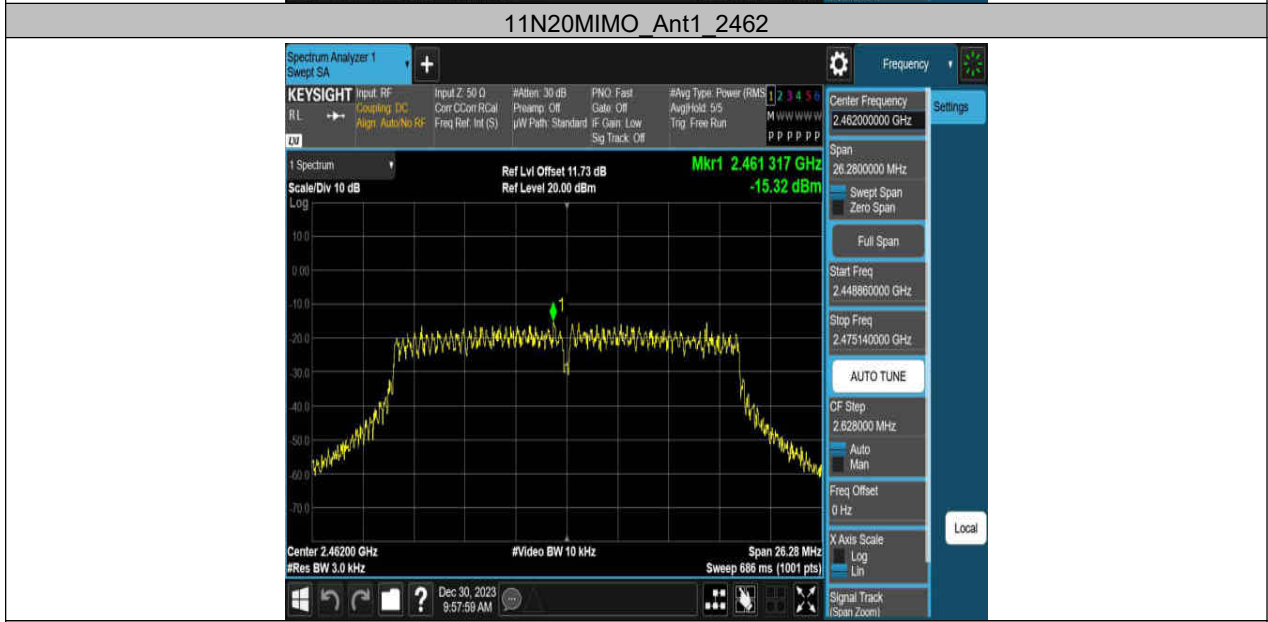 11N20MIMO_Ant1_2462
Spectrum Analyzer 1
Swept SA
+
Frequency
KEYSIGHT
RL
LXI
Input: RF
Coupling: DC
Align: Auto/No RF
Input Z: 50 Ω
Corr CCorr RCal
Freq Ref: Int (S)
#Atten: 30 dB
Preamp: Off
µW Path: Standard
PNO: Fast
Gate: Off
IF Gain: Low
Sig Track: Off
#Avg Type: Power (RMS
Avg|Hold: 5/5
Trig: Free Run
1 2 3 4 5 6
M W W W W W
P P P P P P
1 Spectrum
Scale/Div 10 dB
Log
Ref Lvl Offset 11.73 dB
Ref Level 20.00 dBm
Mkr1 2.461 317 GHz
-15.32 dBm
10.0
0.00
-10.0
-20.0
-30.0
-40.0
-50.0
-60.0
-70.0
1
Center 2.46200 GHz
#Res BW 3.0 kHz
#Video BW 10 kHz
Span 26.28 MHz
Sweep 686 ms (1001 pts)
Center Frequency
2.462000000 GHz
Settings
Span
26.2800000 MHz
Swept Span
Zero Span
Full Span
Start Freq
2.448860000 GHz
Stop Freq
2.475140000 GHz
AUTO TUNE
CF Step
2.628000 MHz
Auto
Man
Freq Offset
0 Hz
X Axis Scale
Log
Lin
Local
Signal Track
(Span Zoom)
?
Dec 30, 2023
9:57:59 AM